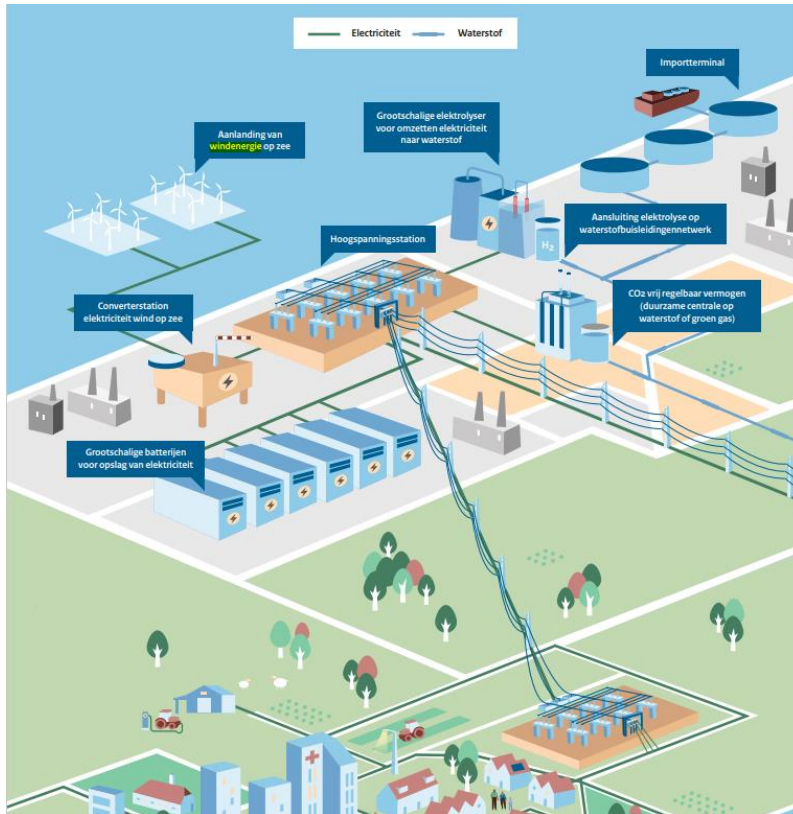 Electriciteit
Waterstof
Importterminal
Grootschalige elektrolyser
voor omzetten elektriciteit
naar waterstof
Aanlanding van
windenergie op zee
Aansluiting elektrolyse op
waterstofbuisleidingennetwerk
H₂
Hoogspanningsstation
CO2 vrij regelbaar vermogen
(duurzame centrale op
waterstof of groen gas)
Converterstation
elektriciteit wind op zee
Grootschalige batterijen
voor opslag van elektriciteit